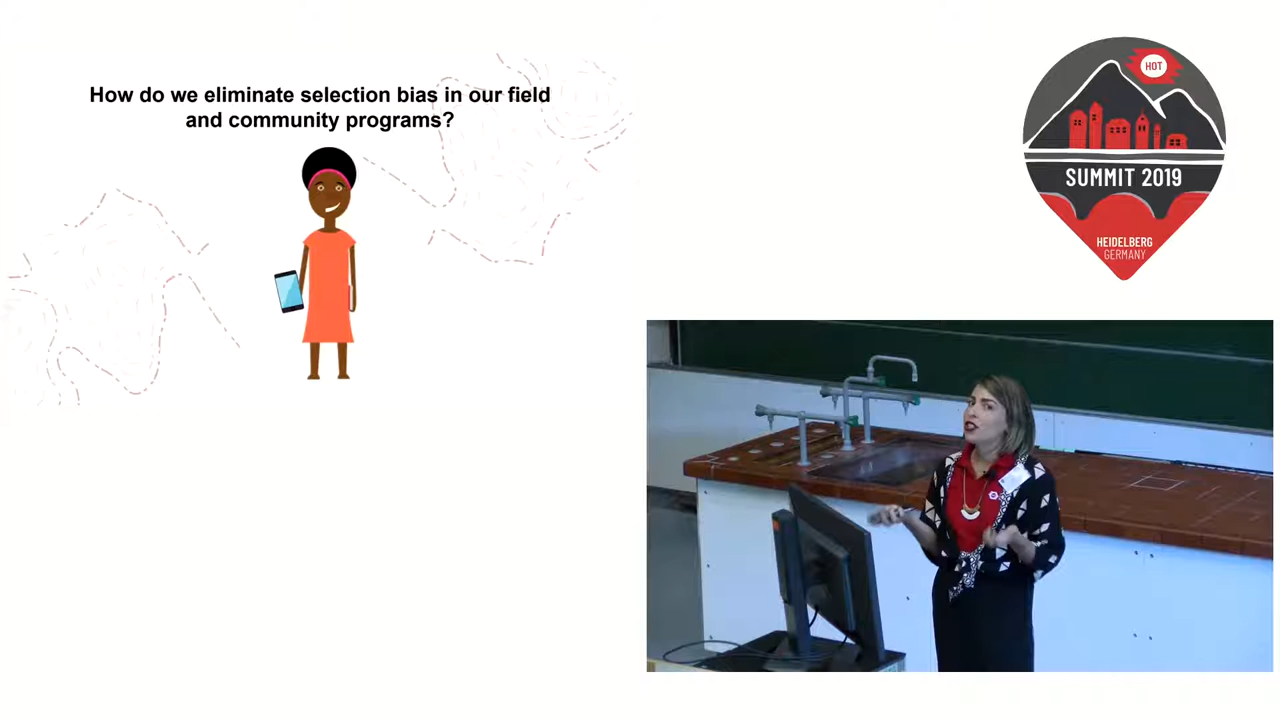 How do we eliminate selection bias in our field
and community programs?
HOT
SUMMIT 2019
HEIDELBERG
GERMANY